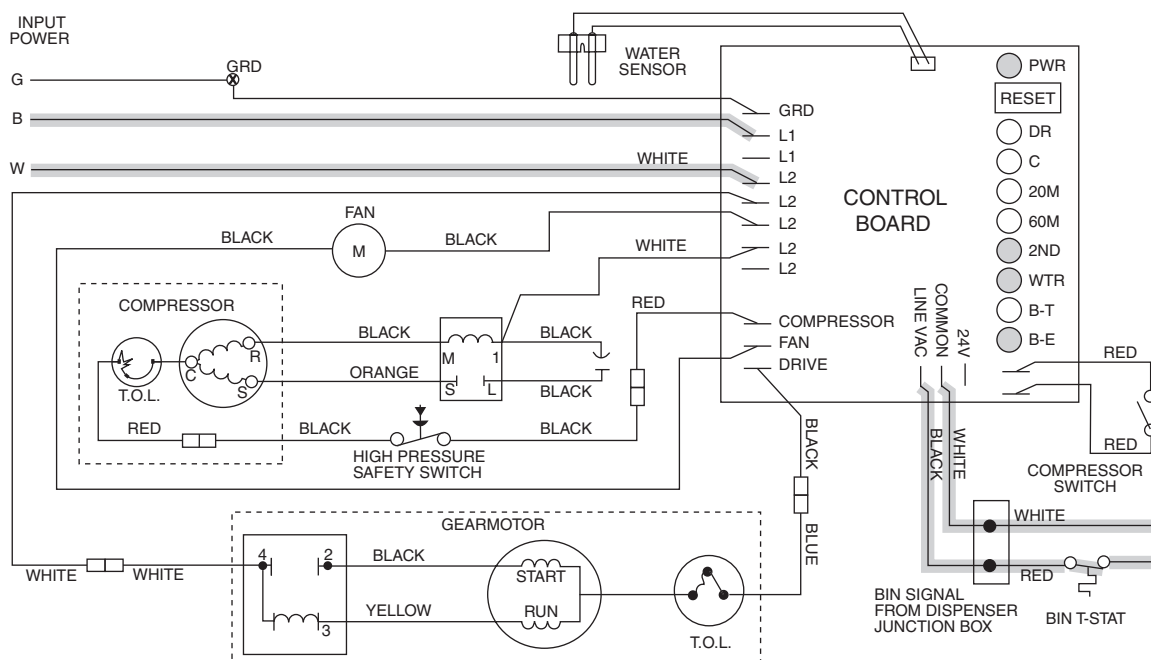 INPUT
POWER
G
GRD
B
W
WHITE
WATER
SENSOR
GRD
L1
L1
L2
L2
L2
L2
L2
CONTROL
BOARD
PWR
RESET
DR
C
20M
60M
2ND
WTR
B-T
B-E
FAN
M
BLACK
BLACK
WHITE
COMPRESSOR
R
C
S
T.O.L.
BLACK
ORANGE
M
1
S
L
BLACK
BLACK
RED
COMPRESSOR
FAN
DRIVE
LINE VAC
COMMON
24V
RED
BLACK
HIGH PRESSURE
SAFETY SWITCH
BLACK
BLACK
BLUE
BLACK
WHITE
RED
RED
COMPRESSOR
SWITCH
GEARMOTOR
WHITE
WHITE
4
2
3
BLACK
YELLOW
START
RUN
T.O.L.
WHITE
RED
BIN SIGNAL
FROM DISPENSER
JUNCTION BOX
BIN T-STAT